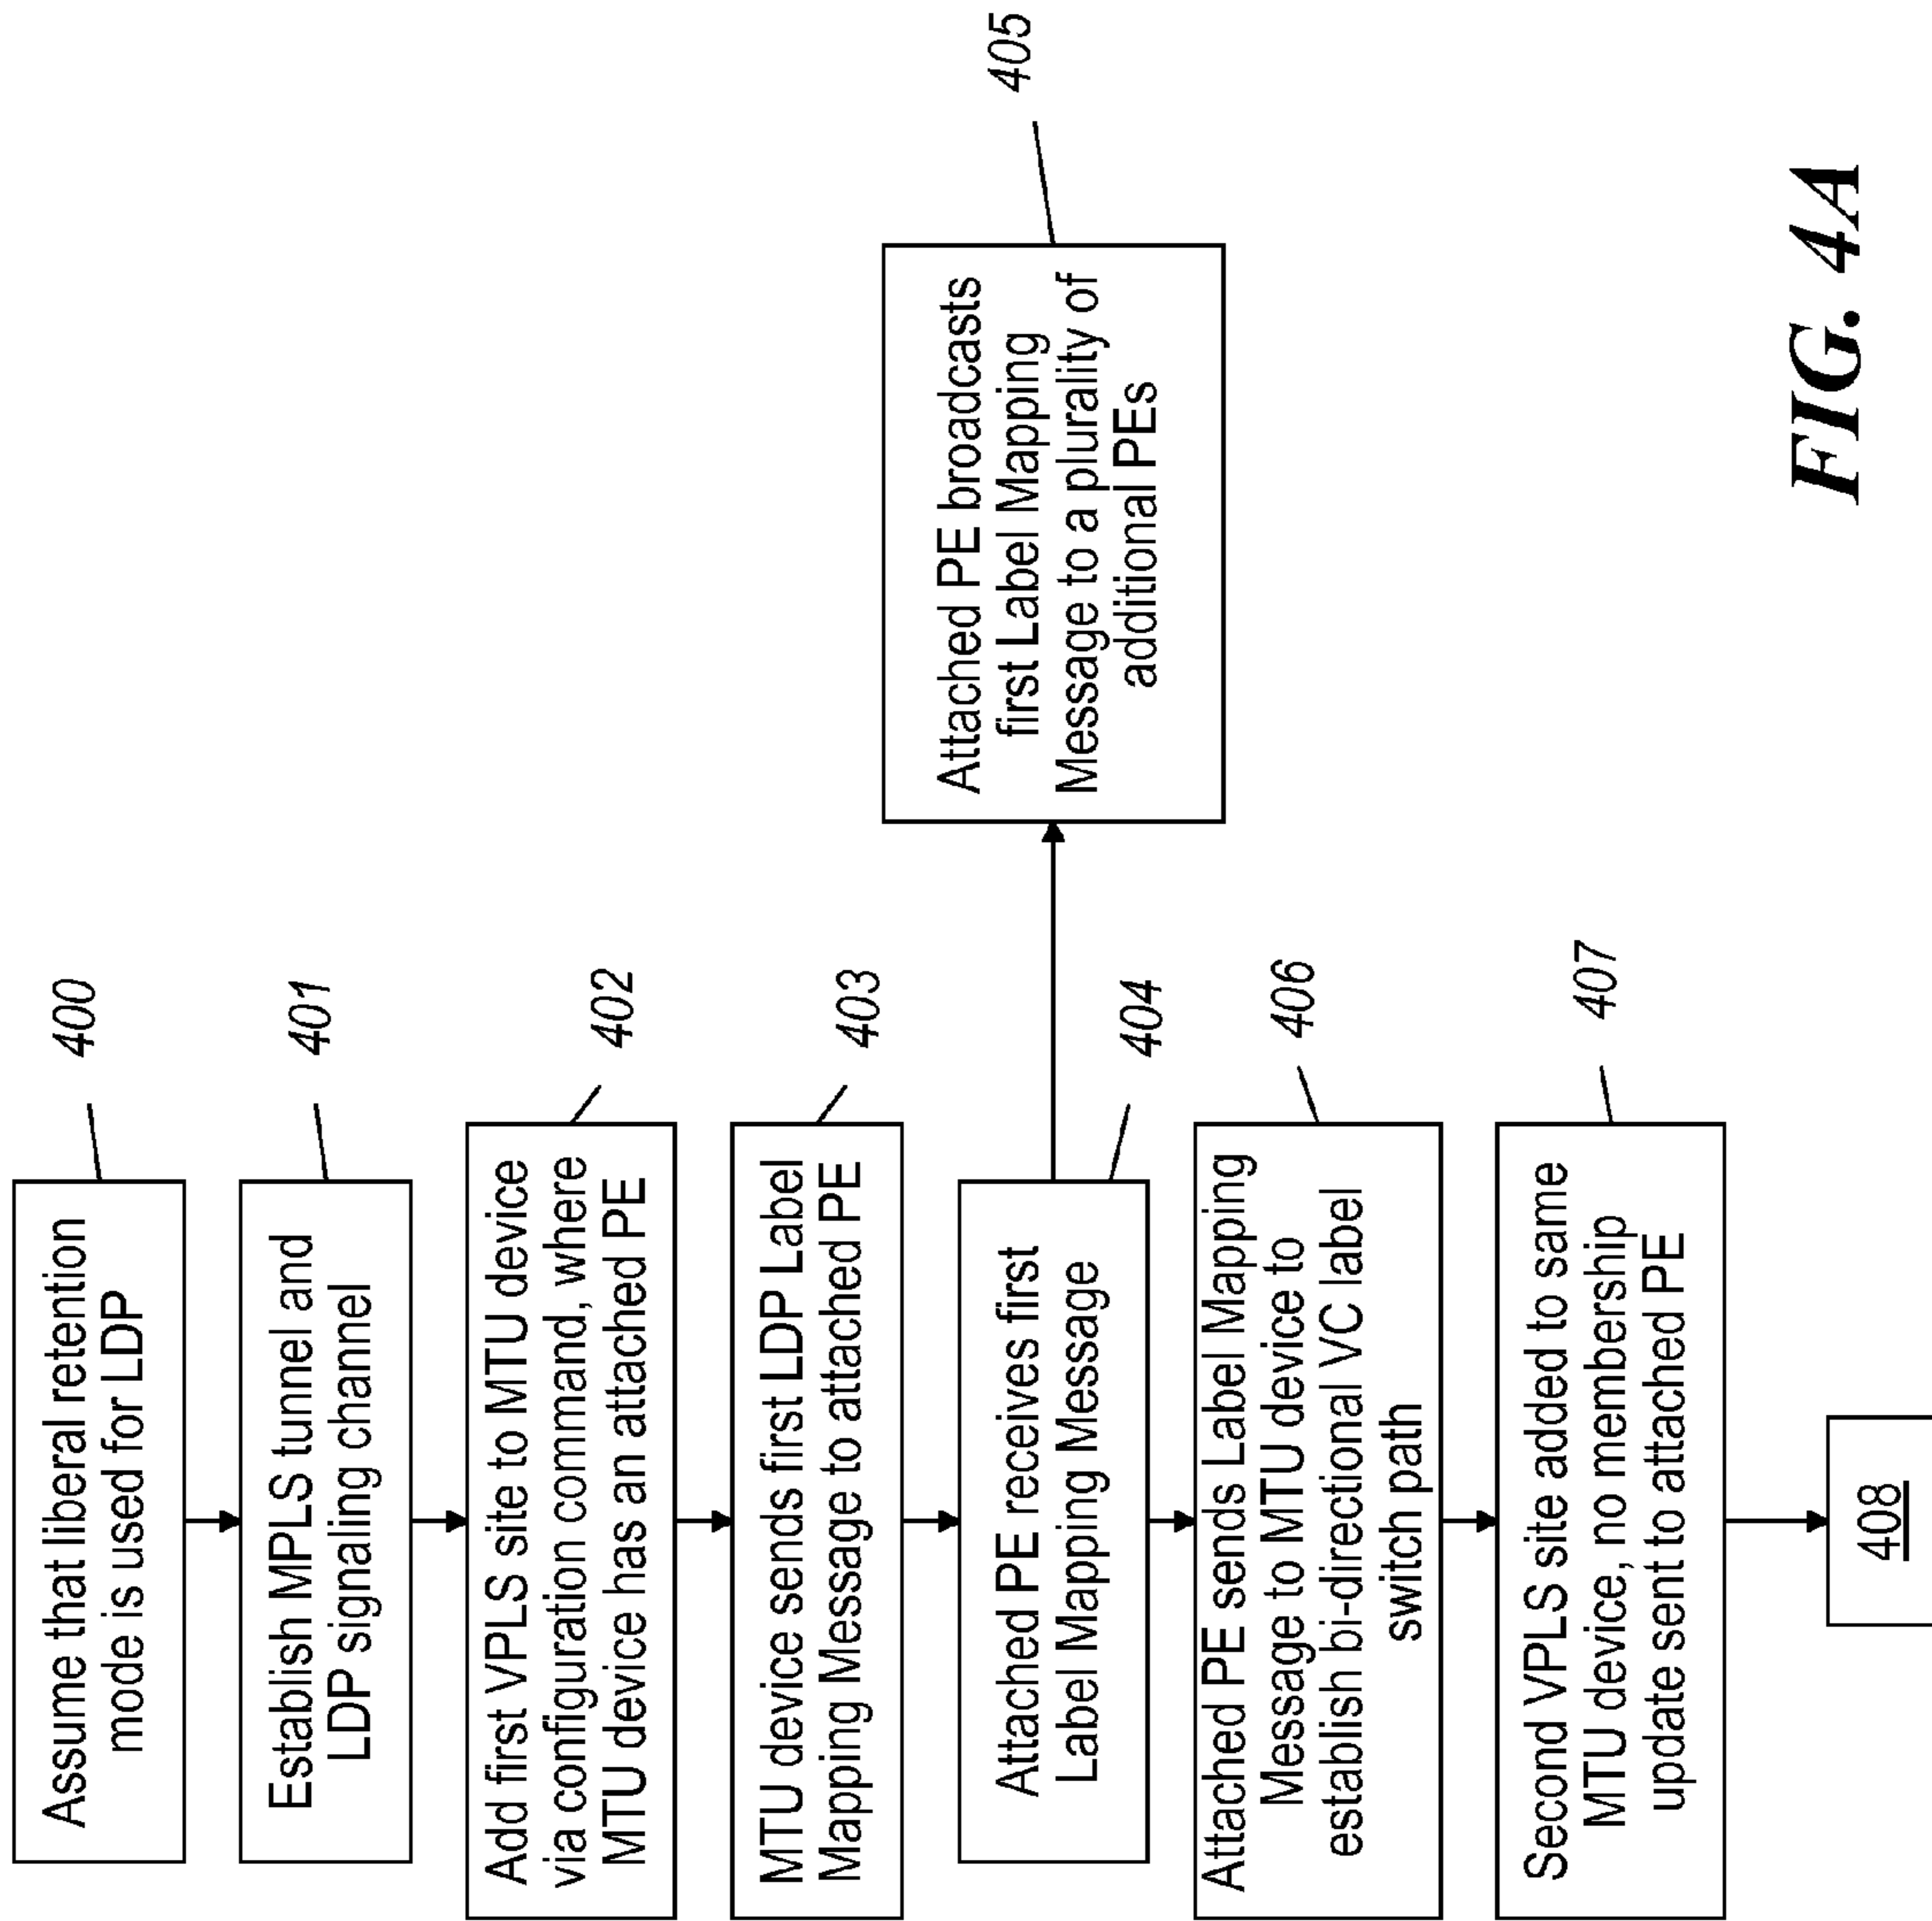 400
Assume that liberal retention
mode is used for LDP
401
Establish MPLS tunnel and
LDP signaling channel
402
Add first VPLS site to MTU device
via configuration command, where
MTU device has an attached PE
403
MTU device sends first LDP Label
Mapping Message to attached PE
404
Attached PE receives first
Label Mapping Message
405
Attached PE broadcasts
first Label Mapping
Message to a plurality of
additional PEs
406
Attached PE sends Label Mapping
Message to MTU device to
establish bi-directional VC label
switch path
407
Second VPLS site added to same
MTU device, no membership
update sent to attached PE
408
FIG. 4A